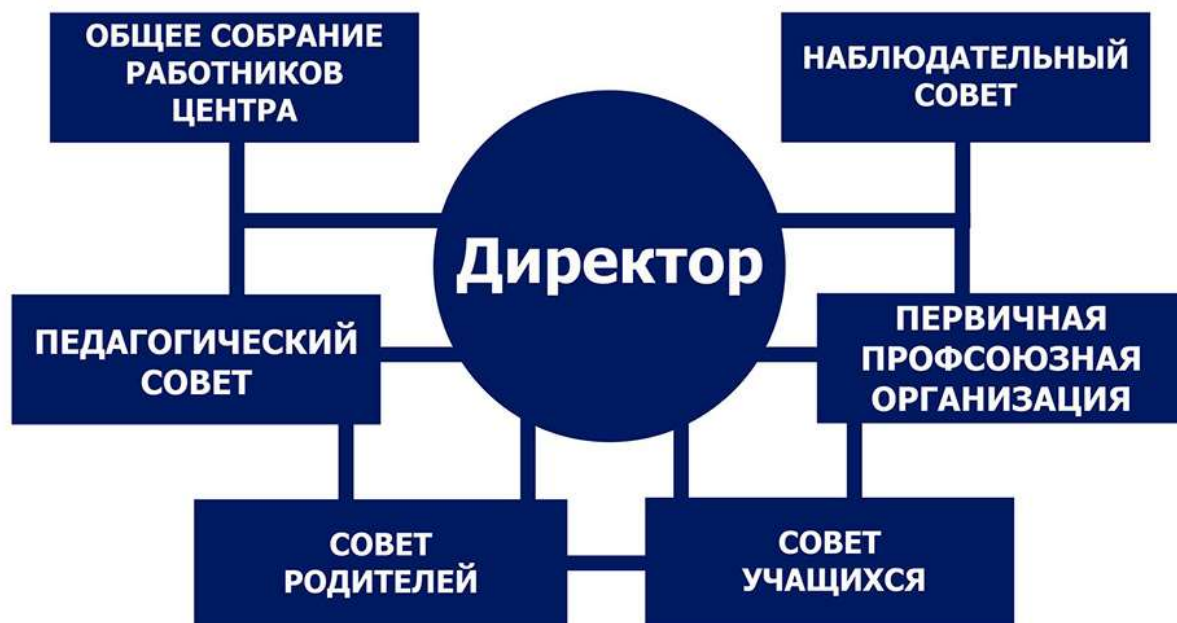 ОБЩЕЕ СОБРАНИЕ
РАБОТНИКОВ
ЦЕНТРА
НАБЛЮДАТЕЛЬНЫЙ
СОВЕТ
Директор
ПЕДАГОГИЧЕСКИЙ
СОВЕТ
ПЕРВИЧНАЯ
ПРОФСОЮЗНАЯ
ОРГАНИЗАЦИЯ
СОВЕТ
РОДИТЕЛЕЙ
СОВЕТ
УЧАЩИХСЯ